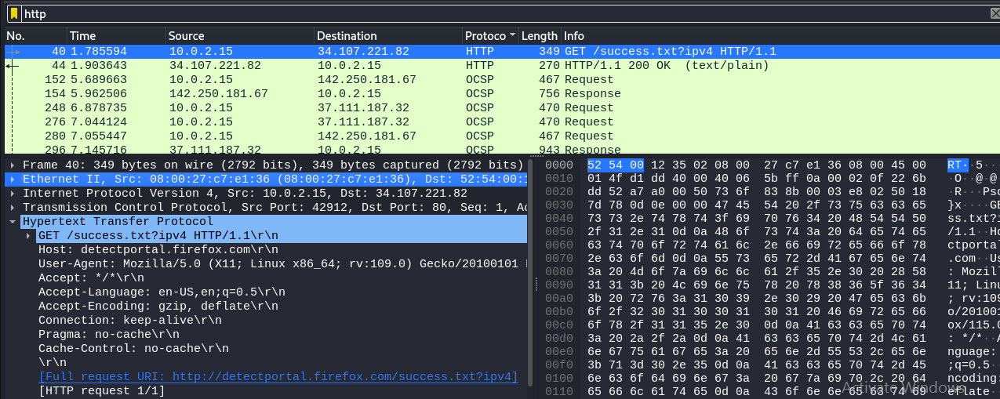 http
No. Time Source Destination Protoco Length Info
40 1.785594 10.0.2.15 34.107.221.82 HTTP 349 GET /success.txt?ipv4 HTTP/1.1
44 1.903643 34.107.221.82 10.0.2.15 HTTP 270 HTTP/1.1 200 OK (text/plain)
152 5.689663 10.0.2.15 142.250.181.67 OCSP 467 Request
154 5.962506 142.250.181.67 10.0.2.15 OCSP 756 Response
248 6.878735 10.0.2.15 37.111.187.32 OCSP 470 Request
276 7.044124 10.0.2.15 37.111.187.32 OCSP 470 Request
280 7.055447 10.0.2.15 142.250.181.67 OCSP 467 Request
296 7.145716 37.111.187.32 10.0.2.15 OCSP 943 Response
Frame 40: 349 bytes on wire (2792 bits), 349 bytes captured (2792 bits)
Ethernet II, Src: 08:00:27:c7:e1:36 (08:00:27:c7:e1:36), Dst: 52:54:00:1
Internet Protocol Version 4, Src: 10.0.2.15, Dst: 34.107.221.82
Transmission Control Protocol, Src Port: 42912, Dst Port: 80, Seq: 1, Ac
Hypertext Transfer Protocol
GET /success.txt?ipv4 HTTP/1.1\r\n
Host: detectportal.firefox.com\r\n
User-Agent: Mozilla/5.0 (X11; Linux x86_64; rv:109.0) Gecko/20100101
Accept: */*\r\n
Accept-Language: en-US,en;q=0.5\r\n
Accept-Encoding: gzip, deflate\r\n
Connection: keep-alive\r\n
Pragma: no-cache\r\n
Cache-Control: no-cache\r\n
\r\n
[Full request URI: http://detectportal.firefox.com/success.txt?ipv4]
[HTTP request 1/1]
0000 52 54 00 12 35 02 08 00 27 c7 e1 36 08 00 45 00 RT··5···
0010 01 4f d1 dd 40 00 40 06 5b ff 0a 00 02 0f 22 6b ·O··@·@·
0020 dd 52 a7 a0 00 50 73 6f 83 8b 00 03 e8 02 50 18 ·R···Pso
0030 7d 78 0d 0e 00 00 47 45 54 20 2f 73 75 63 63 65 }x····GE
0040 73 73 2e 74 78 74 3f 69 70 76 34 20 48 54 54 50 ss.txt?i
0050 2f 31 2e 31 0d 0a 48 6f 73 74 3a 20 64 65 74 65 /1.1··Ho
0060 63 74 70 6f 72 74 61 6c 2e 66 69 72 65 66 6f 78 ctportal
0070 2e 63 6f 6d 0d 0a 55 73 65 72 2d 41 67 65 6e 74 .com··Us
0080 3a 20 4d 6f 7a 69 6c 6c 61 2f 35 2e 30 20 28 58 : Mozill
0090 31 31 3b 20 4c 69 6e 75 78 20 78 38 36 5f 36 34 11; Linu
00a0 3b 20 72 76 3a 31 30 39 2e 30 29 20 47 65 63 6b ; rv:109
00b0 6f 2f 32 30 31 30 30 31 30 31 20 46 69 72 65 66 o/201001
00c0 6f 78 2f 31 31 35 2e 30 0d 0a 41 63 63 65 70 74 ox/115.0
00d0 3a 20 2a 2f 2a 0d 0a 41 63 63 65 70 74 2d 4c 61 : */*··A
00e0 6e 67 75 61 67 65 3a 20 65 6e 2d 55 53 2c 65 6e nguage:
00f0 3b 71 3d 30 2e 35 0d 0a 41 63 63 65 70 74 2d 45 ;q=0.5··
0100 6e 63 6f 64 69 6e 67 3a 20 67 7a 69 70 2c 20 64 ncoding:
0110 65 66 6c 61 74 65 0d 0a 43 6f 6e 6e 65 63 74 69 eflate··
Activate Windows